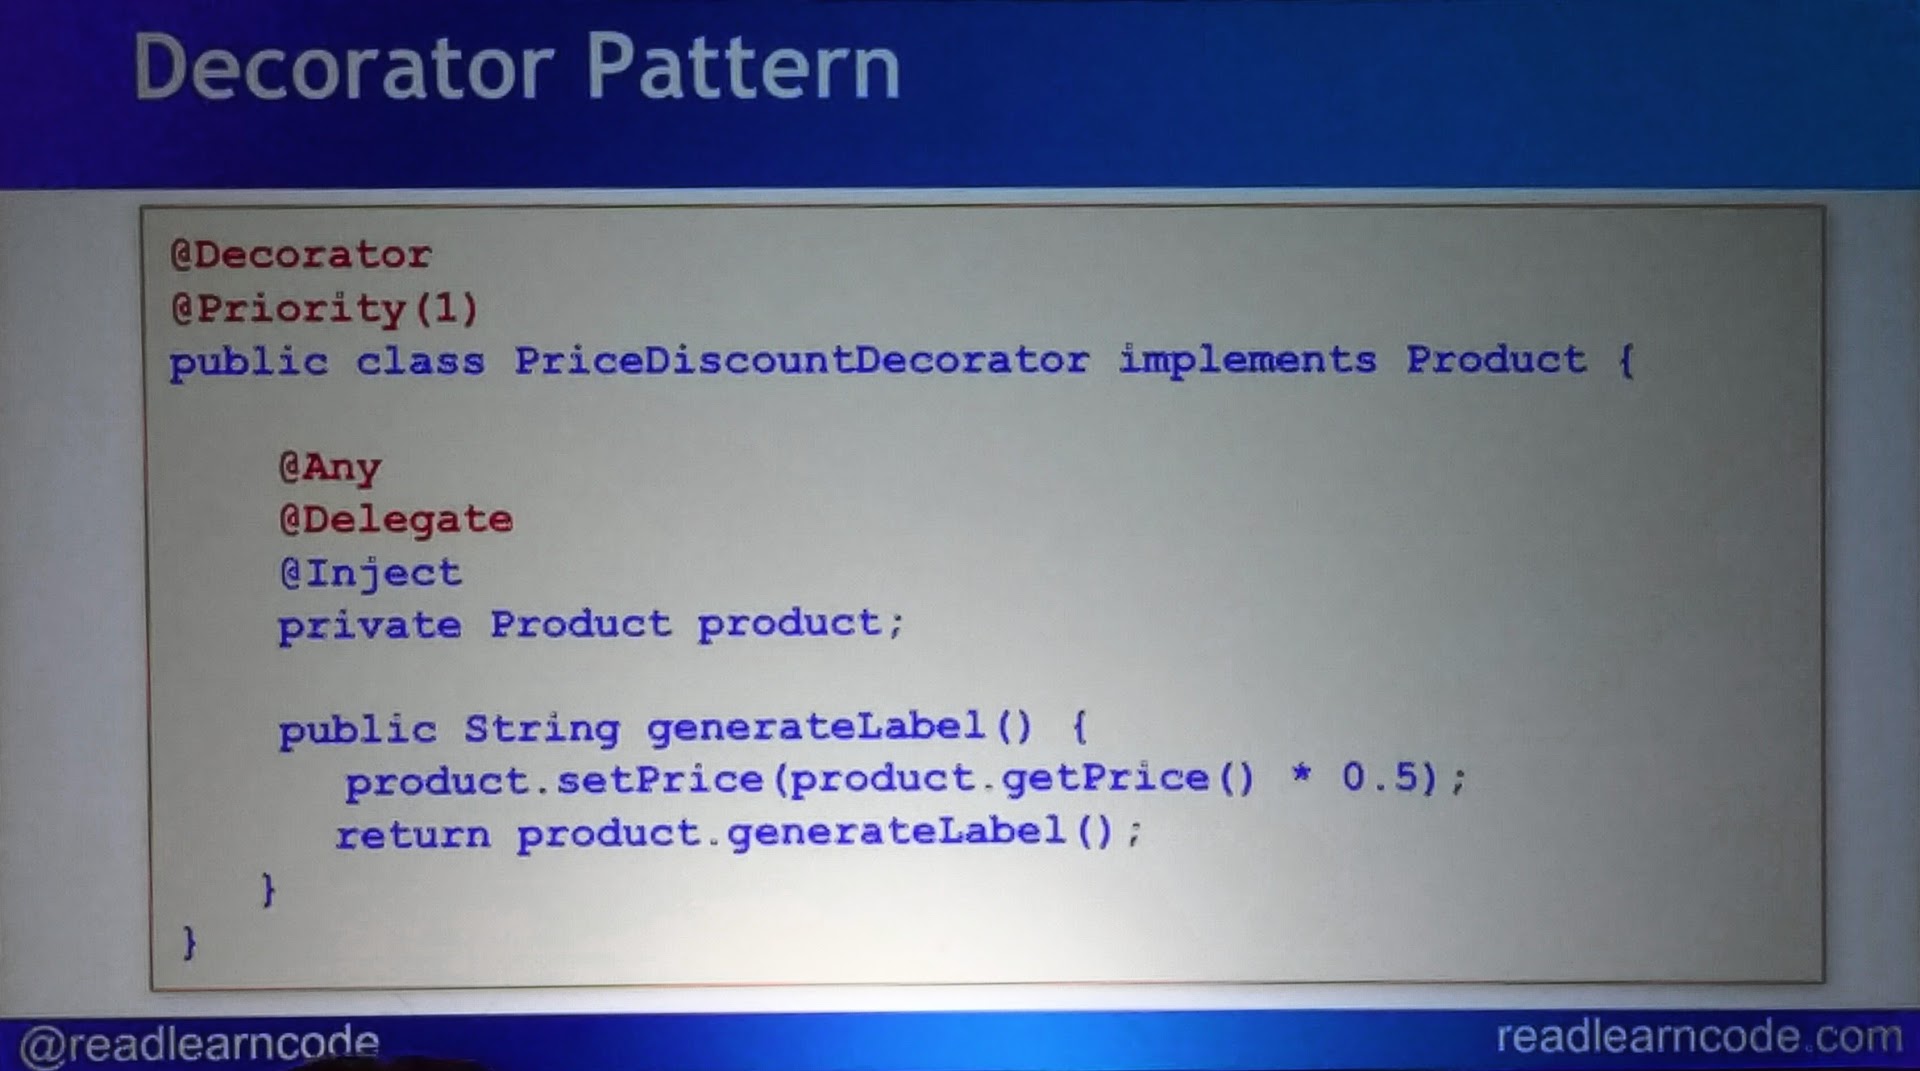 Decorator Pattern
@Decorator
@Priority(1)
public class PriceDiscountDecorator implements Product {
@Any
@Delegate
@Inject
private Product product;
public String generateLabel() {
product.setPrice(product.getPrice() * 0.5);
return product.generateLabel();
}
}
@readlearncode
readlearncode.com